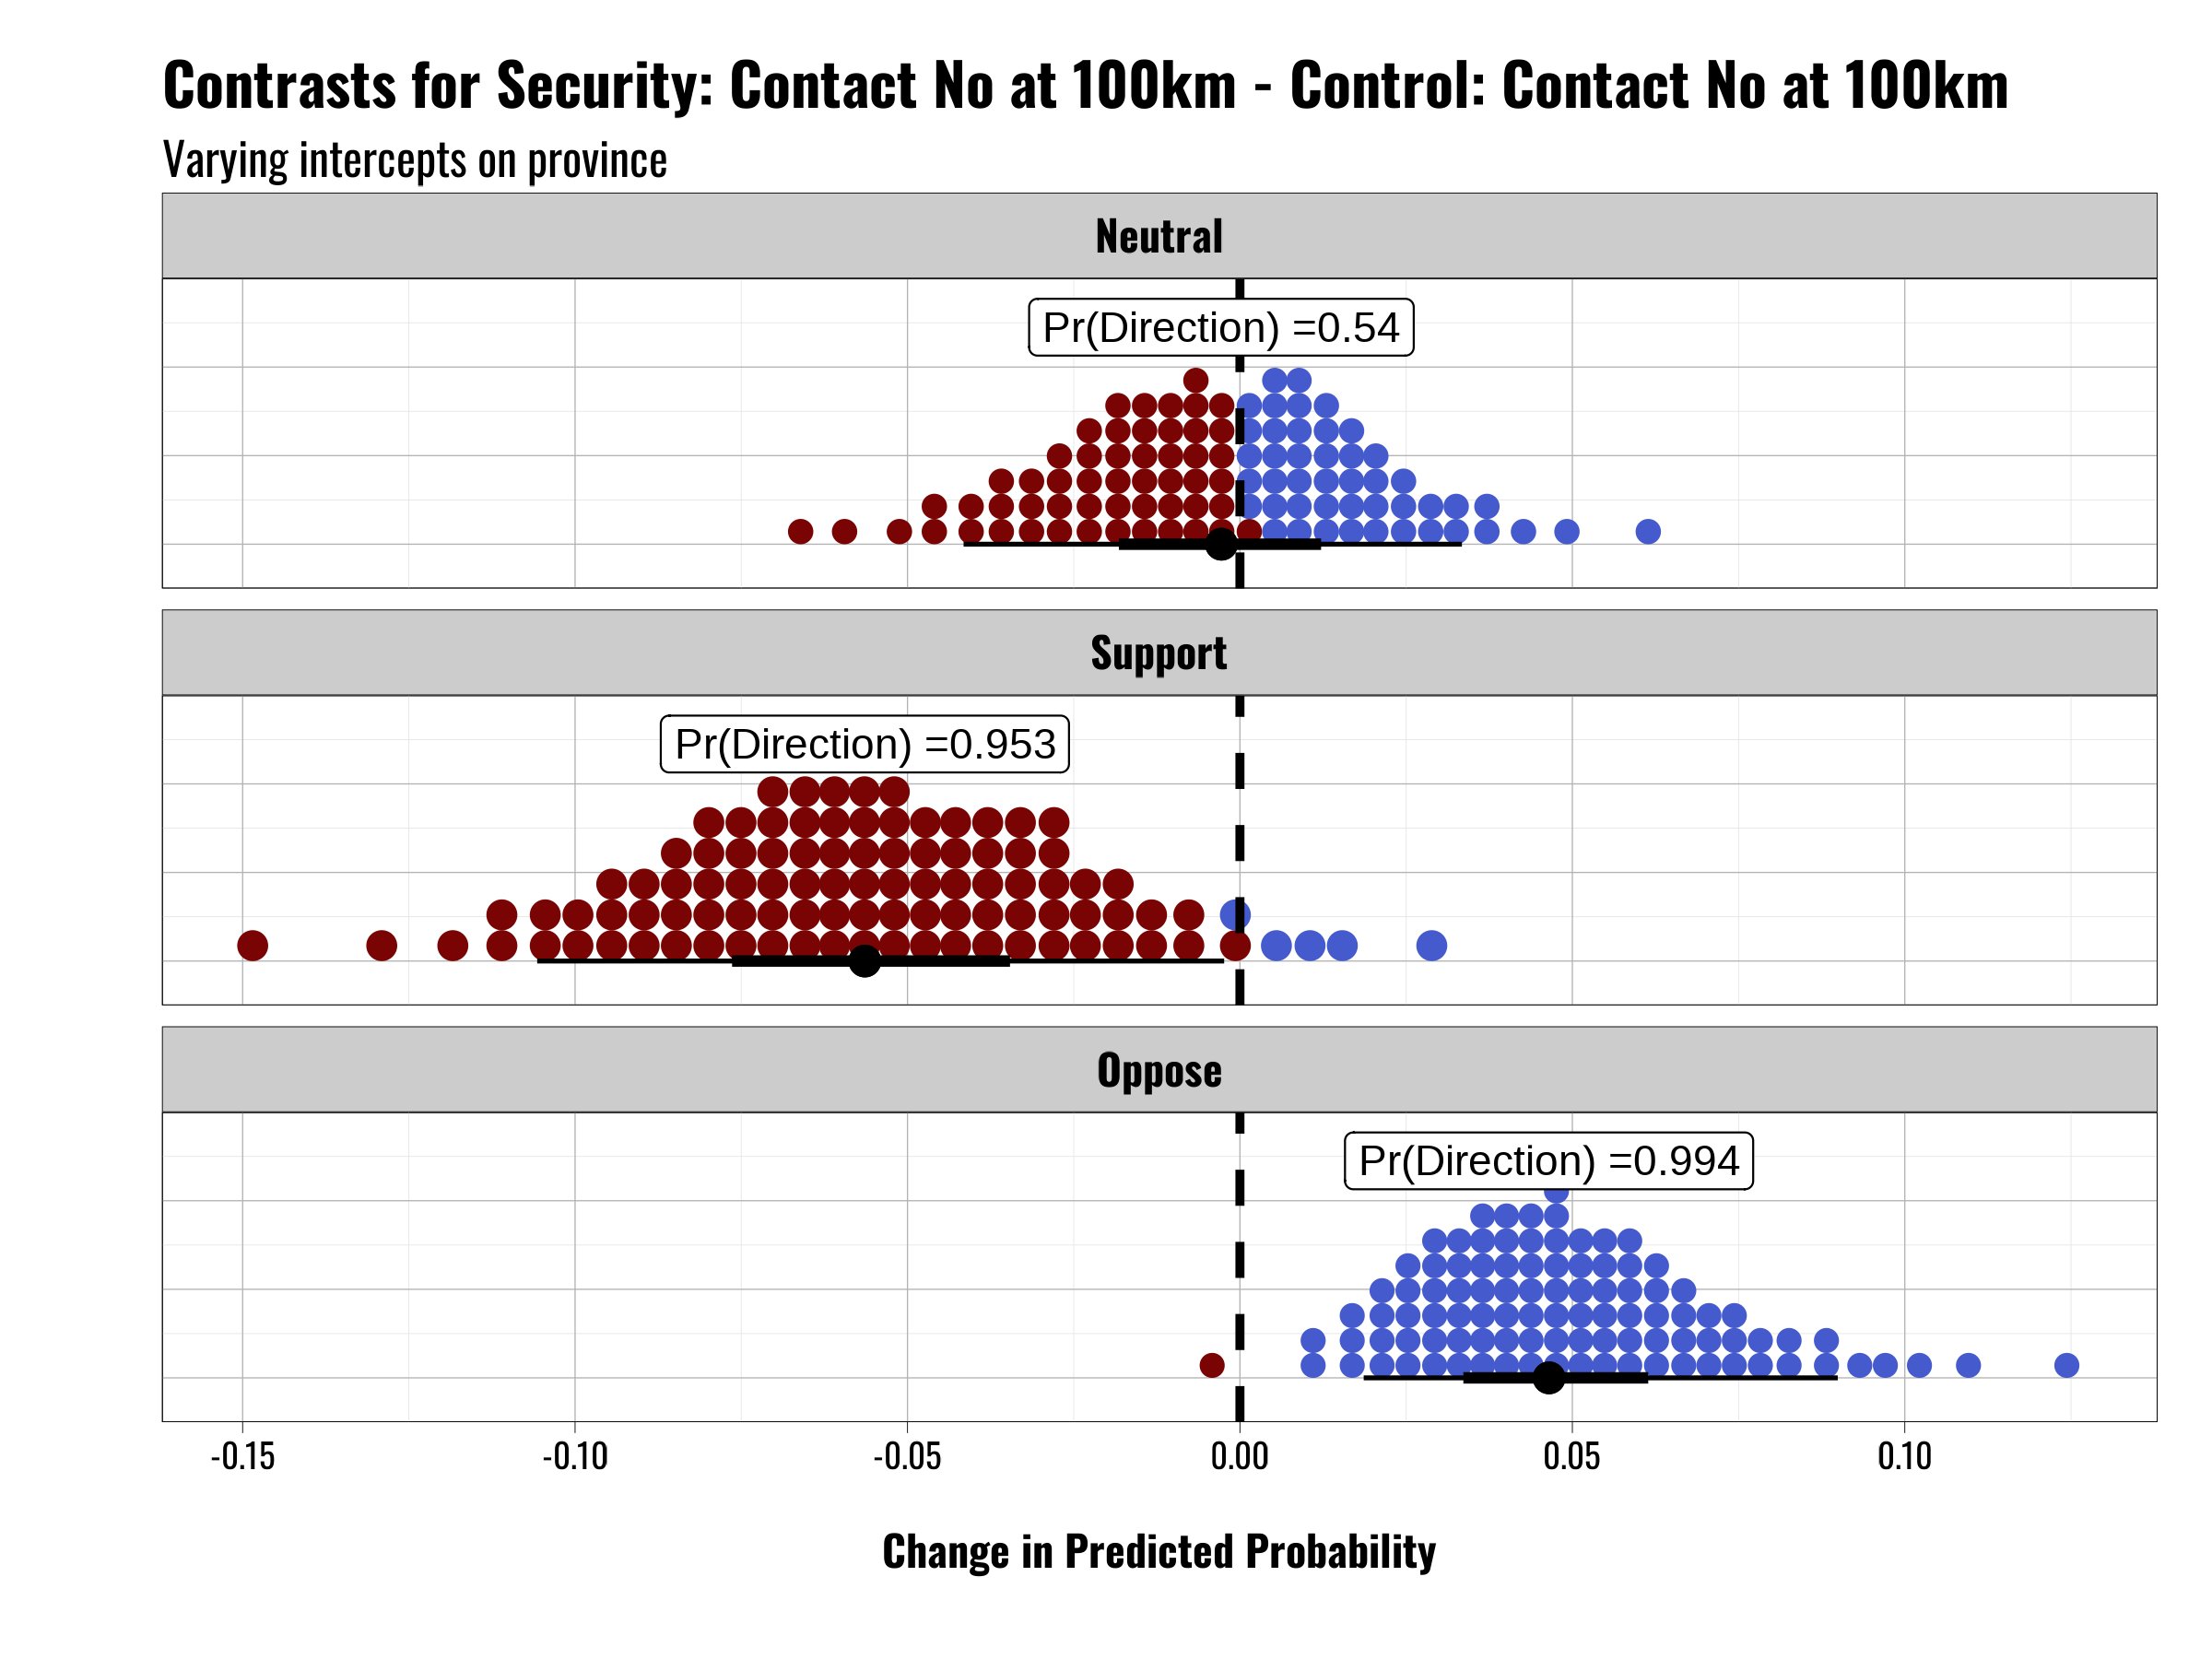 Contrasts for Security: Contact No at 100km - Control: Contact No at 100km
Varying intercepts on province
Neutral
Pr(Direction) =0.54
Support
Pr(Direction) =0.953
Oppose
Pr(Direction) =0.994
-0.15 -0.10 -0.05 0.00 0.05 0.10
Change in Predicted Probability